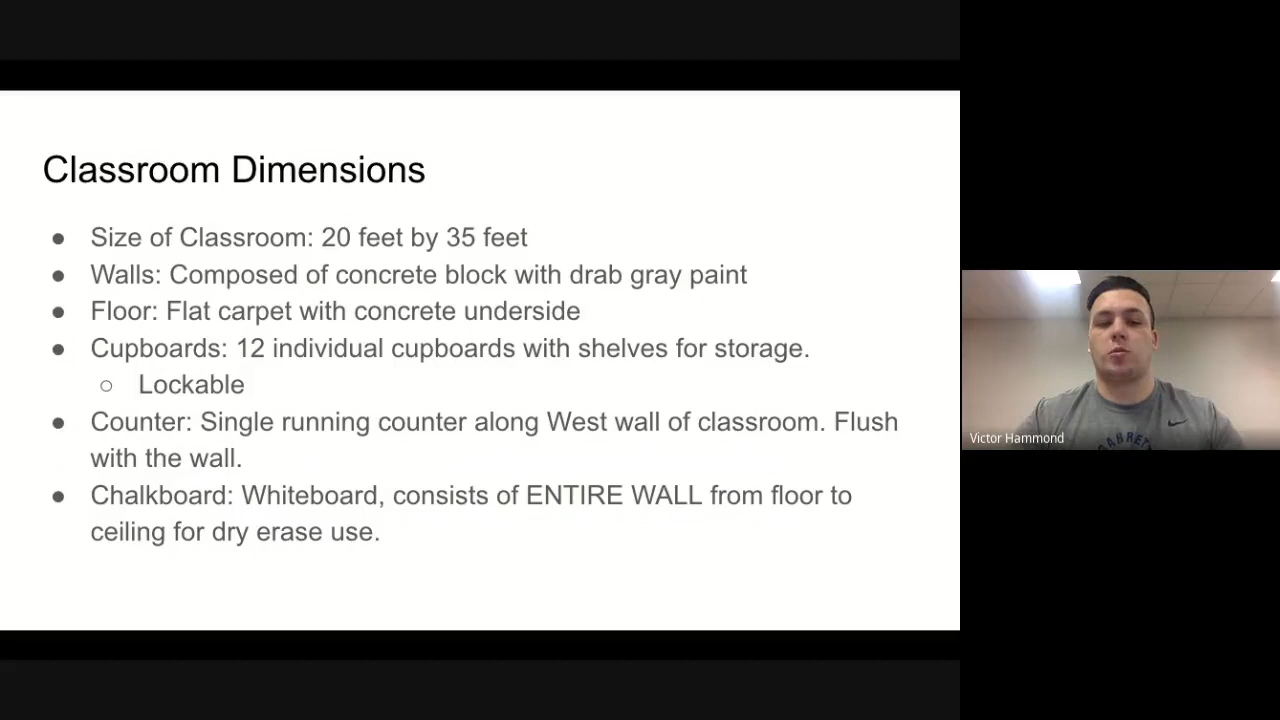 Classroom Dimensions
● Size of Classroom: 20 feet by 35 feet
● Walls: Composed of concrete block with drab gray paint
● Floor: Flat carpet with concrete underside
● Cupboards: 12 individual cupboards with shelves for storage.
○ Lockable
● Counter: Single running counter along West wall of classroom. Flush
with the wall.
● Chalkboard: Whiteboard, consists of ENTIRE WALL from floor to
ceiling for dry erase use.
Victor Hammond